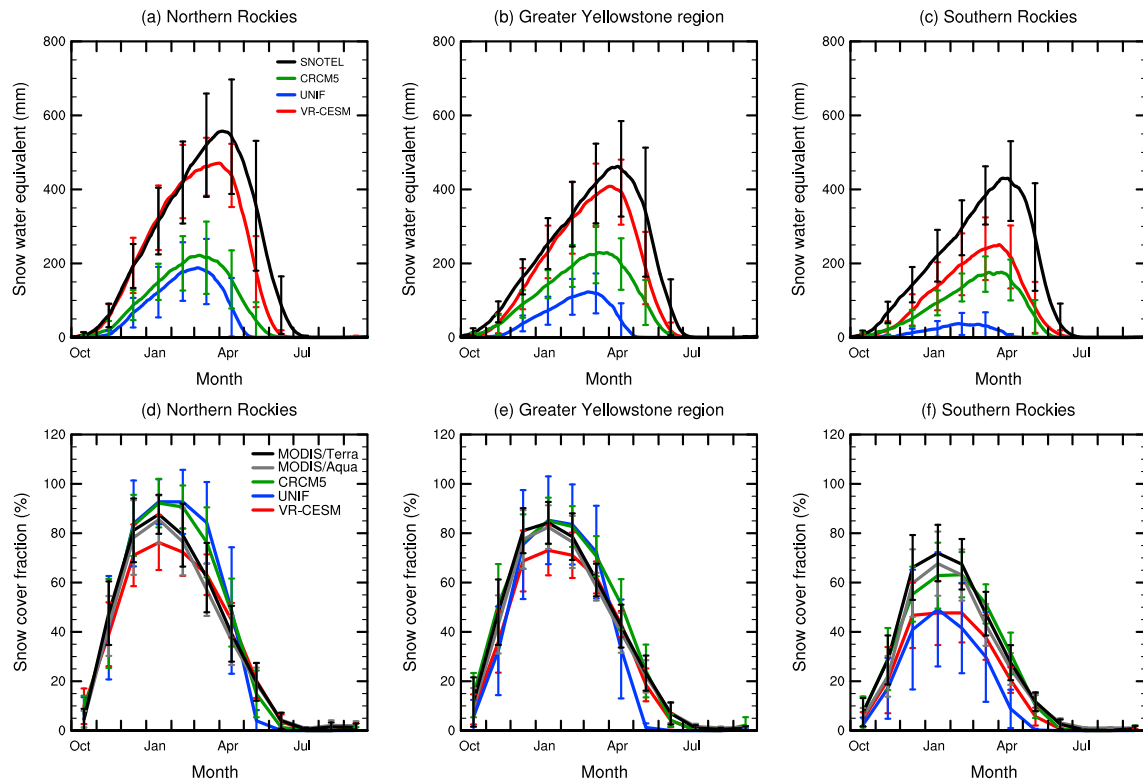 (a) Northern Rockies
(b) Greater Yellowstone region
(c) Southern Rockies
Snow water equivalent (mm)
800
600
400
200
0
SNOTEL
CRCM5
UNIF
VR-CESM
Oct
Jan
Apr
Jul
Month
Snow water equivalent (mm)
800
600
400
200
0
Oct
Jan
Apr
Jul
Month
Snow water equivalent (mm)
800
600
400
200
0
Oct
Jan
Apr
Jul
Month
(d) Northern Rockies
(e) Greater Yellowstone region
(f) Southern Rockies
Snow cover fraction (%)
120
100
80
60
40
20
0
MODIS/Terra
MODIS/Aqua
CRCM5
UNIF
VR-CESM
Oct
Jan
Apr
Jul
Month
Snow cover fraction (%)
120
100
80
60
40
20
0
Oct
Jan
Apr
Jul
Month
Snow cover fraction (%)
120
100
80
60
40
20
0
Oct
Jan
Apr
Jul
Month